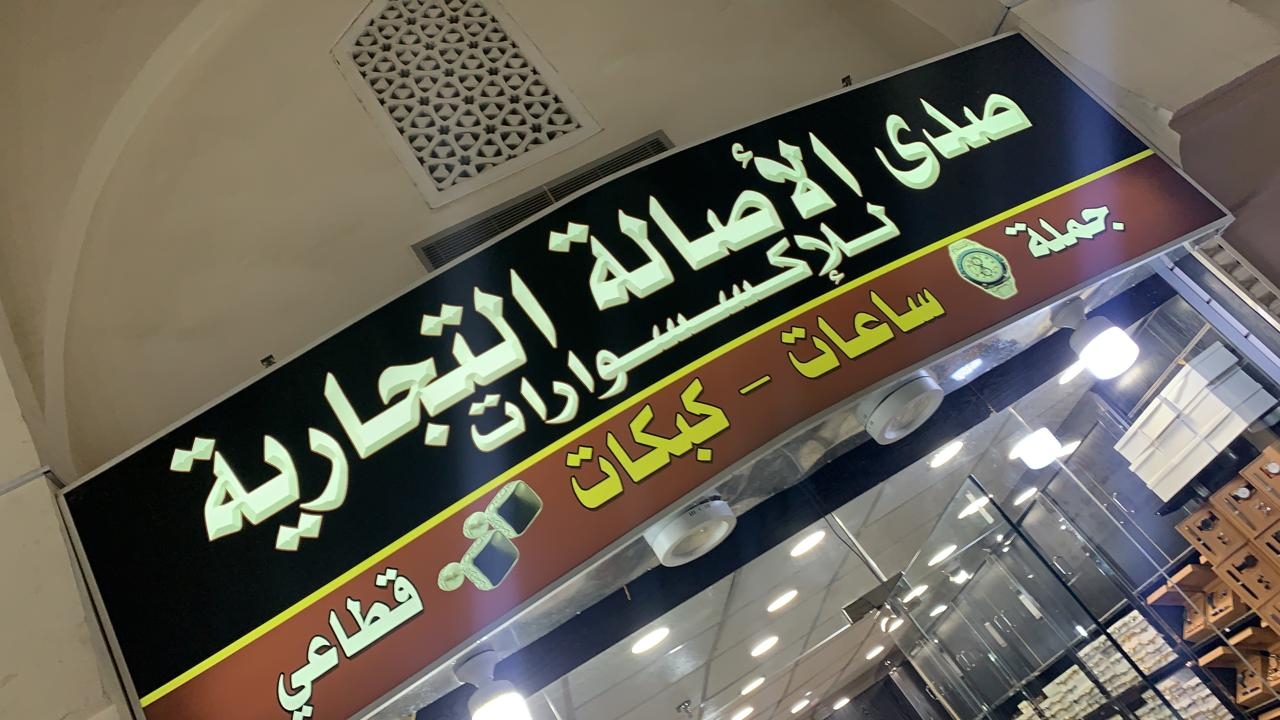 صدى الأصالة التجارية
للإكسسوارات
جملة ساعات - كبكات قطاعي